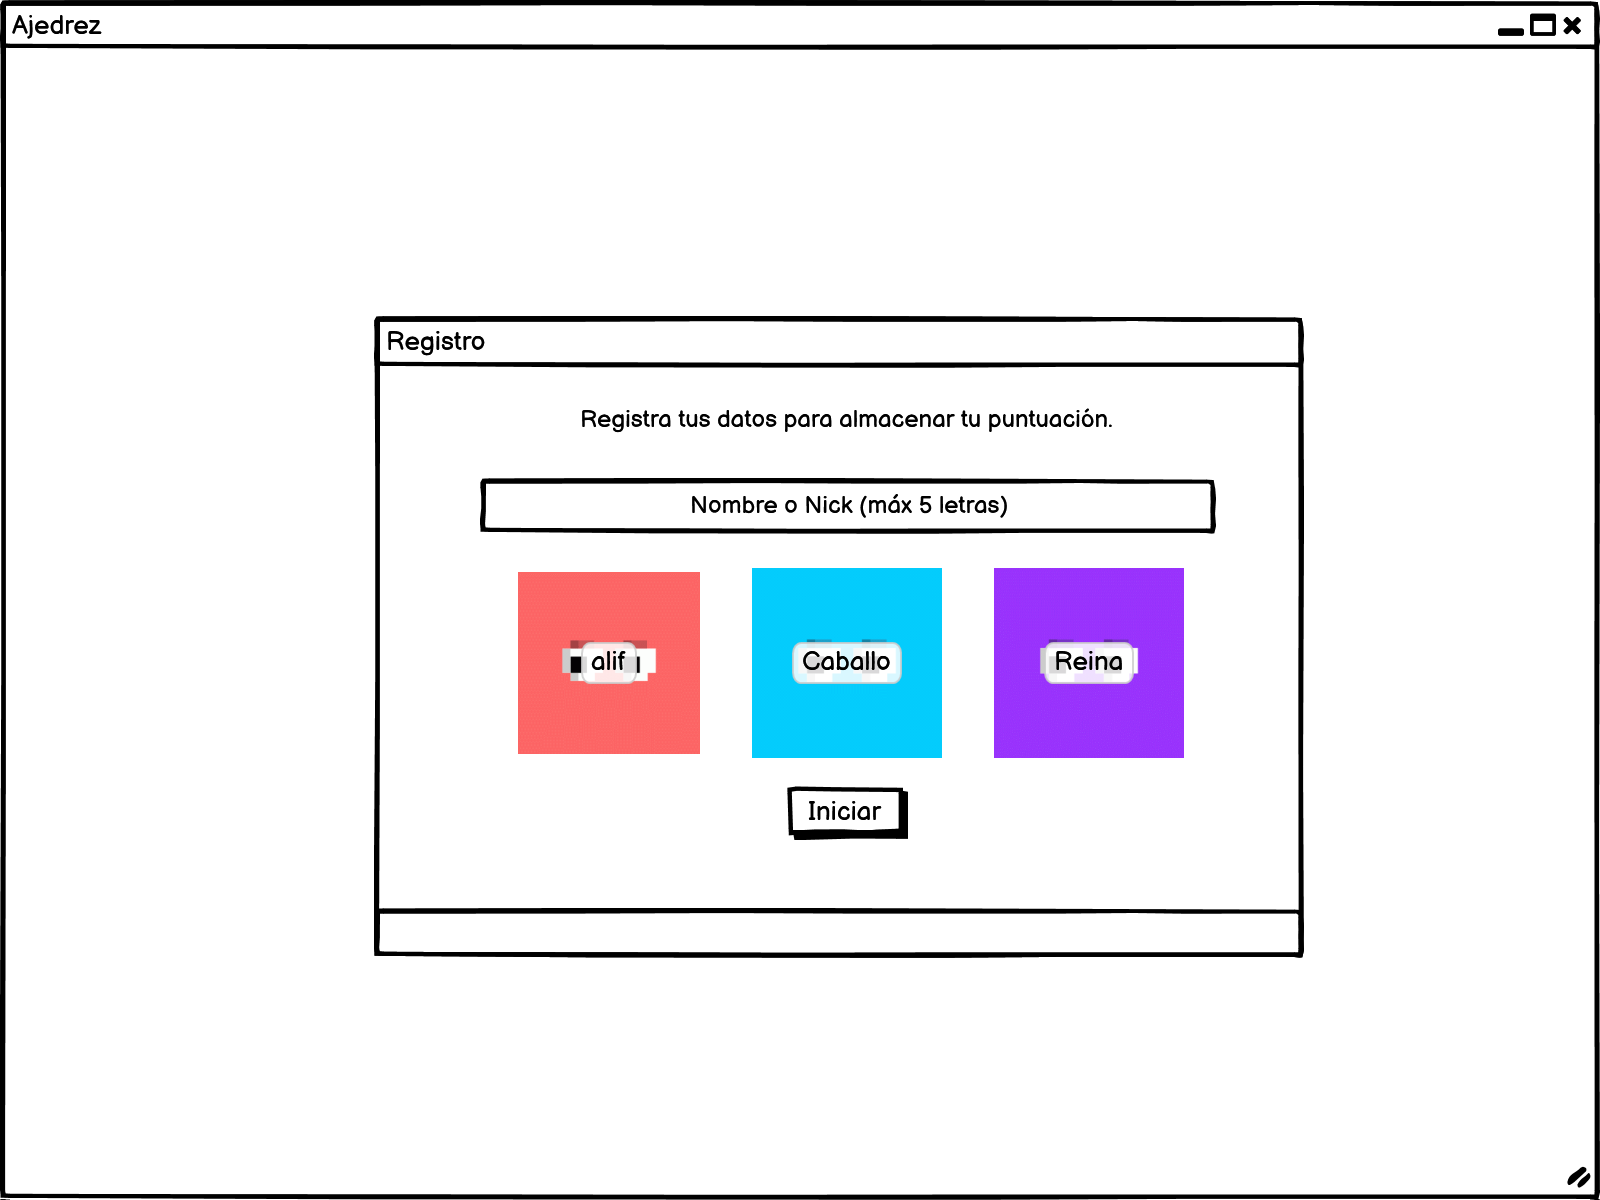 Ajedrez
Registro
Registra tus datos para almacenar tu puntuación.
Nombre o Nick (máx 5 letras)
alif
Caballo
Reina
Iniciar